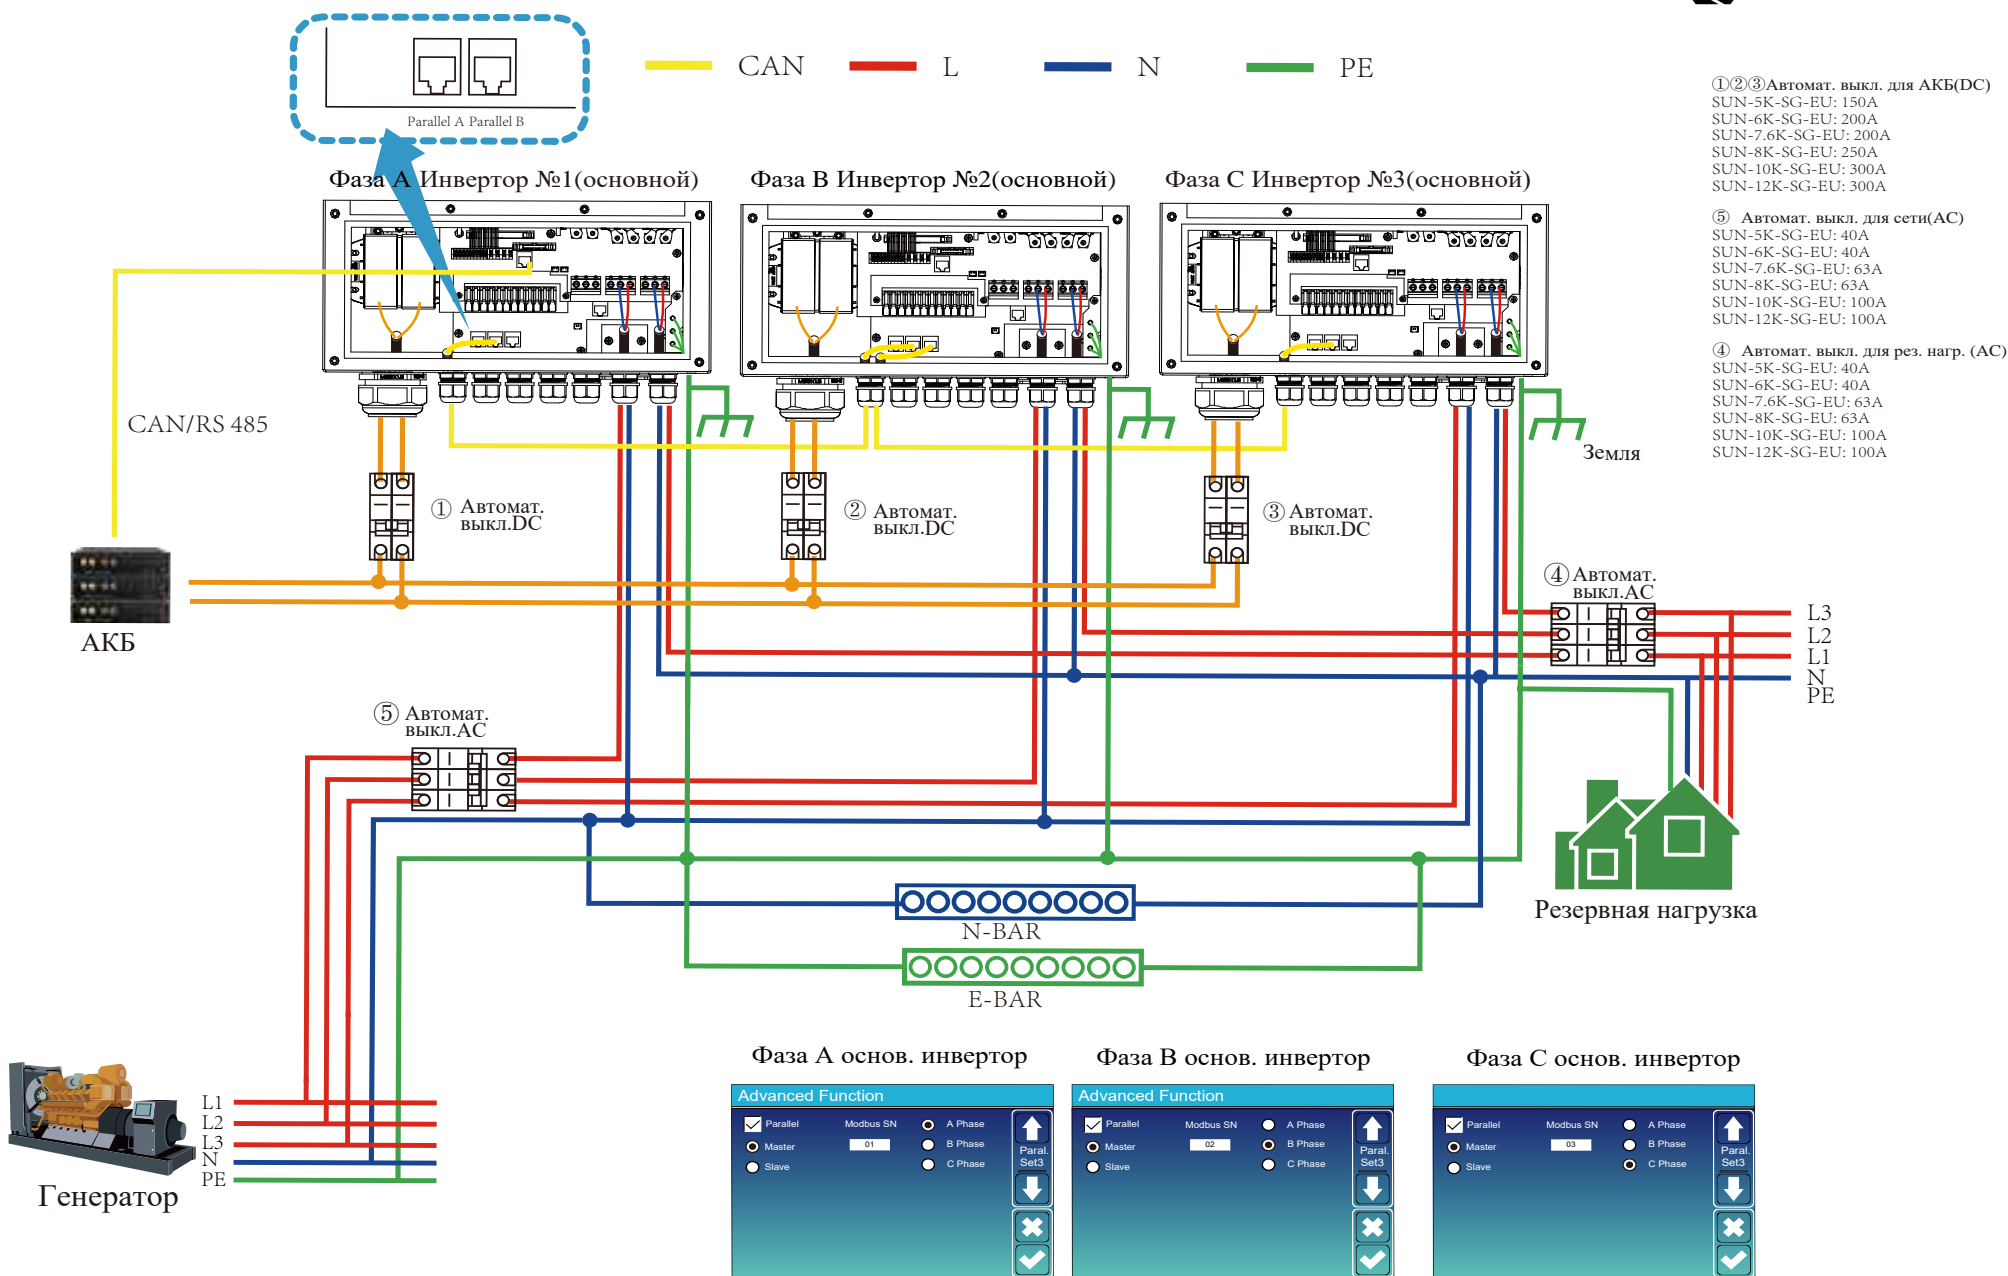 Parallel A Parallel B
CAN
L
N
PE
①②③Автомат. выкл. для АКБ(DC)
SUN-5K-SG-EU: 150A
SUN-6K-SG-EU: 200A
SUN-7.6K-SG-EU: 200A
SUN-8K-SG-EU: 250A
SUN-10K-SG-EU: 300A
SUN-12K-SG-EU: 300A
⑤ Автомат. выкл. для сети(AC)
SUN-5K-SG-EU: 40A
SUN-6K-SG-EU: 40A
SUN-7.6K-SG-EU: 63A
SUN-8K-SG-EU: 63A
SUN-10K-SG-EU: 100A
SUN-12K-SG-EU: 100A
④ Автомат. выкл. для рез. нагр. (AC)
SUN-5K-SG-EU: 40A
SUN-6K-SG-EU: 40A
SUN-7.6K-SG-EU: 63A
SUN-8K-SG-EU: 63A
SUN-10K-SG-EU: 100A
SUN-12K-SG-EU: 100A
Фаза A Инвертор №1(основной)
Фаза B Инвертор №2(основной)
Фаза C Инвертор №3(основной)
CAN/RS 485
Земля
① Автомат.
выкл.DC
② Автомат.
выкл.DC
③ Автомат.
выкл.DC
АКБ
④ Автомат.
выкл.AC
L3
L2
L1
N
PE
⑤ Автомат.
выкл.AC
Резервная нагрузка
N-BAR
E-BAR
L1
L2
L3
N
PE
Генератор
Фаза A основ. инвертор
Фаза B основ. инвертор
Фаза C основ. инвертор
Advanced Function
Parallel
Master
Slave
Modbus SN
01
A Phase
B Phase
C Phase
Paral.
Set3
Advanced Function
Parallel
Master
Slave
Modbus SN
02
A Phase
B Phase
C Phase
Paral.
Set3
Parallel
Master
Slave
Modbus SN
03
A Phase
B Phase
C Phase
Paral.
Set3